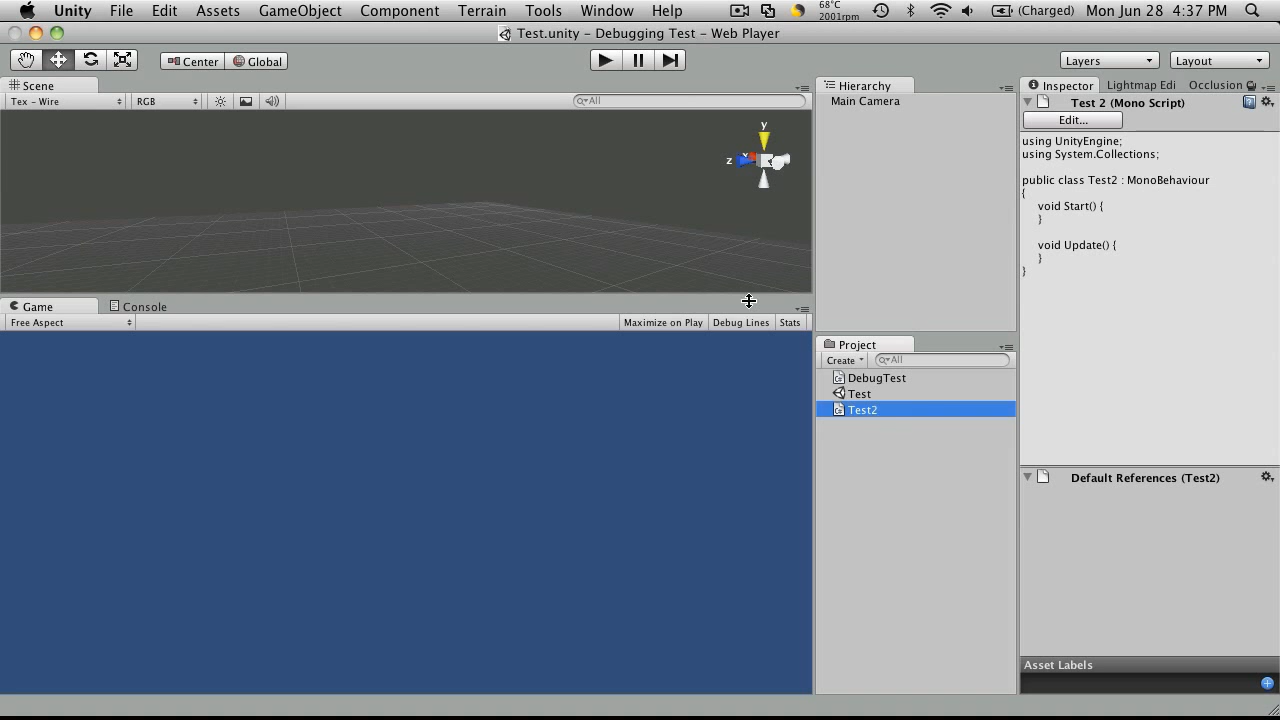 Unity File Edit Assets GameObject Component Terrain Tools Window Help 68°C 2001rpm (Charged) Mon Jun 28 4:37 PM
Test.unity – Debugging Test – Web Player
Center Global Layers Layout
Scene
Tex – Wire RGB All
y
x
z
Game Console
Free Aspect Maximize on Play Debug Lines Stats
Hierarchy
Main Camera
Project
Create All
DebugTest
Test
Test2
Inspector Lightmap Edi Occlusion
Test 2 (Mono Script)
Edit...
using UnityEngine;
using System.Collections;
public class Test2 : MonoBehaviour
{
void Start() {
}
void Update() {
}
}
Default References (Test2)
Asset Labels